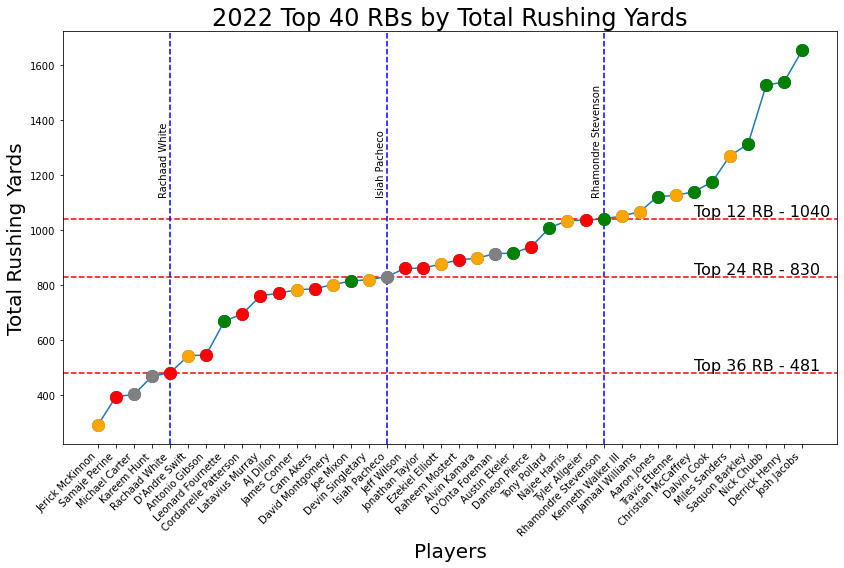 2022 Top 40 RBs by Total Rushing Yards
Total Rushing Yards
1600
1400
1200
1000
800
600
400
Rachaad White
Isiah Pacheco
Rhamondre Stevenson
Top 12 RB - 1040
Top 24 RB - 830
Top 36 RB - 481
Jerick McKinnon
Samaje Perine
Michael Carter
Kareem Hunt
Rachaad White
D'Andre Swift
Antonio Gibson
Leonard Fournette
Cordarrelle Patterson
Latavius Murray
AJ Dillon
James Conner
Cam Akers
David Montgomery
Joe Mixon
Devin Singletary
Isiah Pacheco
Jeff Wilson
Jonathan Taylor
Ezekiel Elliott
Raheem Mostert
Alvin Kamara
D'Onta Foreman
Austin Ekeler
Dameon Pierce
Tony Pollard
Najee Harris
Tyler Allgeier
Rhamondre Stevenson
Kenneth Walker III
Jamaal Williams
Aaron Jones
Travis Etienne
Christian McCaffrey
Dalvin Cook
Miles Sanders
Saquon Barkley
Nick Chubb
Derrick Henry
Josh Jacobs
Players